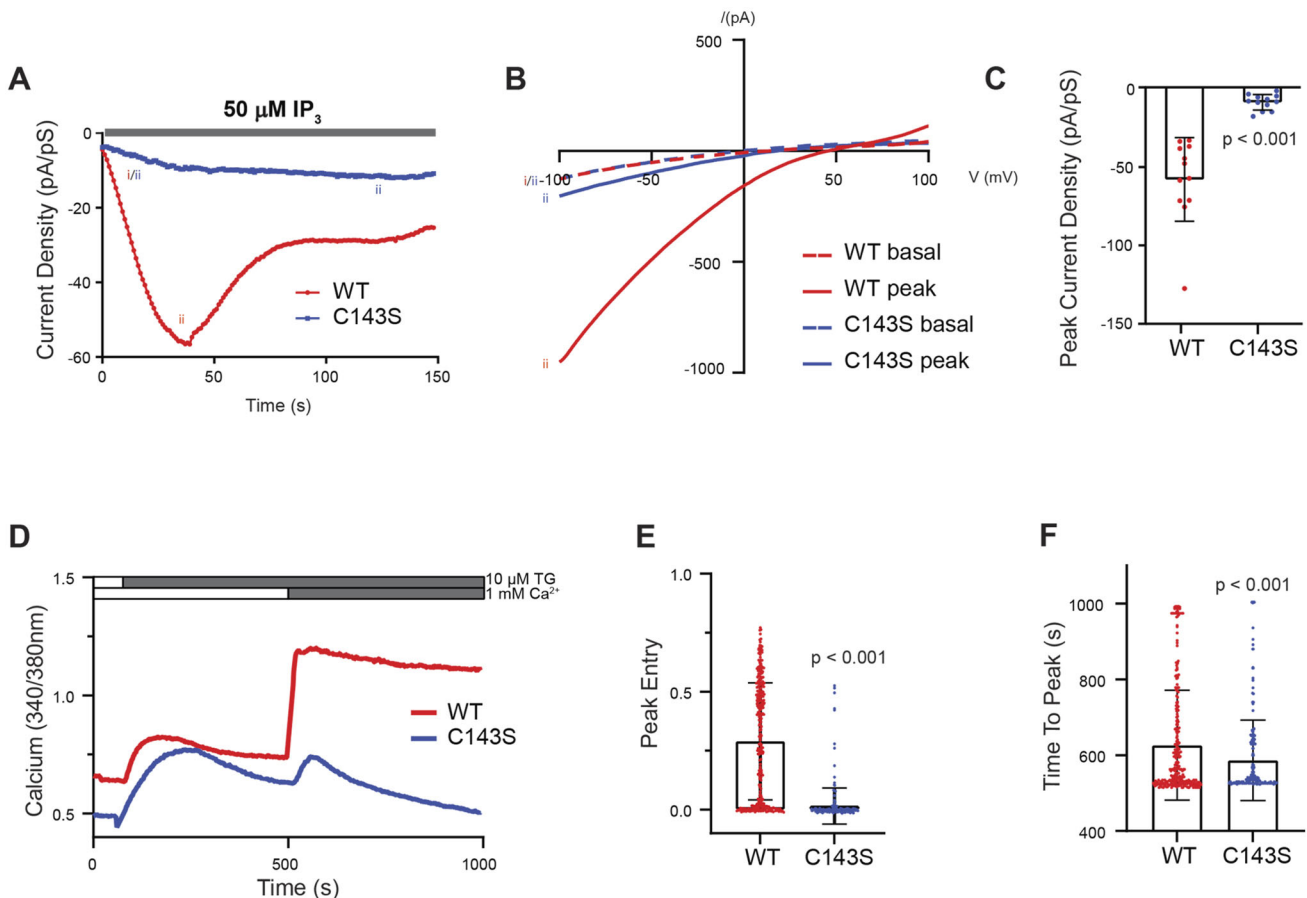 A
50 μM IP3
Current Density (pA/pS)
0
-20
-40
-60
i/ii
ii
ii
WT
C143S
0
50
100
150
Time (s)
B
/(pA)
500
-500
-1000
i/ii
-100
-50
50
100
V (mV)
ii
ii
WT basal
WT peak
C143S basal
C143S peak
C
Peak Current Density (pA/pS)
0
-50
-100
-150
p < 0.001
WT
C143S
D
Calcium (340/380nm)
1.5
1.0
0.5
10 μM TG
1 mM Ca2+
WT
C143S
0
500
1000
Time (s)
E
Peak Entry
1.0
0.5
0.0
p < 0.001
WT
C143S
F
Time To Peak (s)
1000
800
600
400
p < 0.001
WT
C143S